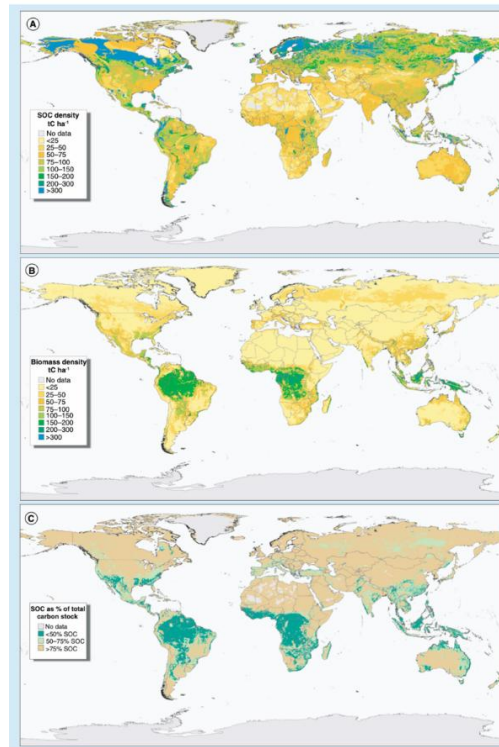 A
SOC density
tC ha⁻¹
No data
<25
25–50
50–75
75–100
100–150
150–200
200–300
>300
B
Biomass density
tC ha⁻¹
No data
<25
25–50
50–75
75–100
100–150
150–200
200–300
>300
C
SOC as % of total
carbon stock
No data
<50% SOC
50–75% SOC
>75% SOC